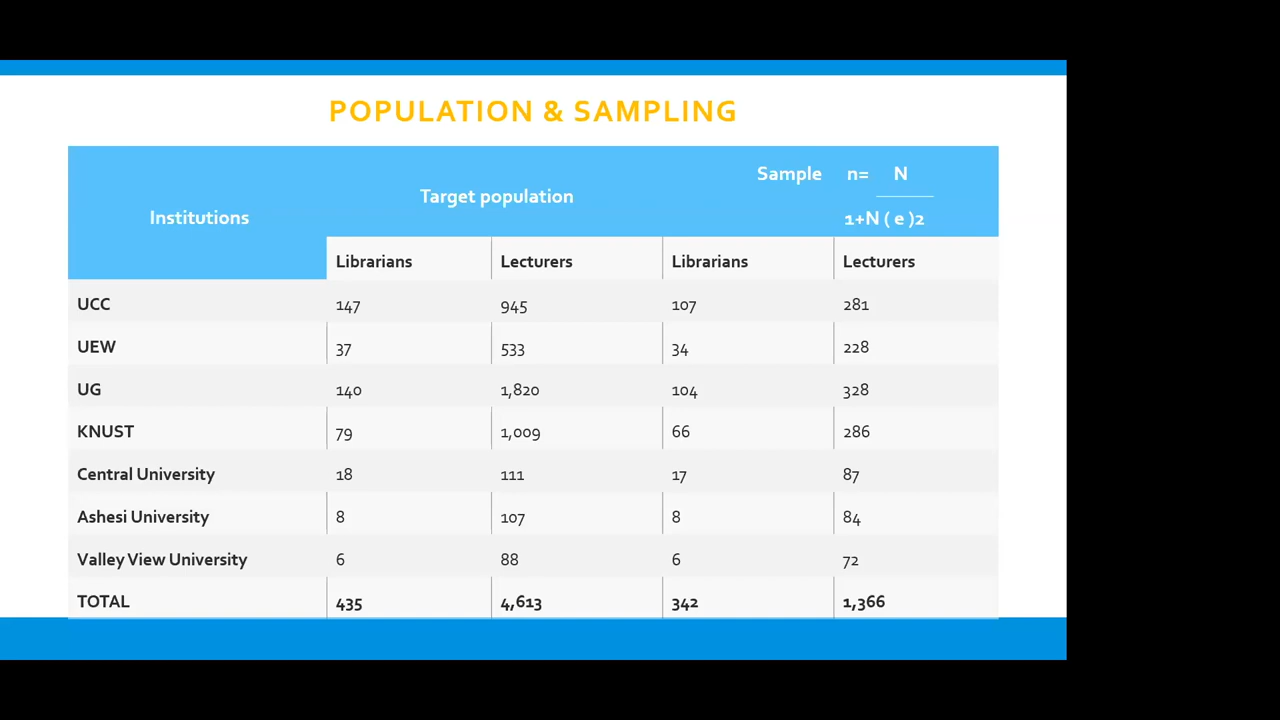 POPULATION & SAMPLING
Institutions Target population Sample n= N
1+N ( e )2
Librarians Lecturers Librarians Lecturers
UCC 147 945 107 281
UEW 37 533 34 228
UG 140 1,820 104 328
KNUST 79 1,009 66 286
Central University 18 111 17 87
Ashesi University 8 107 8 84
Valley View University 6 88 6 72
TOTAL 435 4,613 342 1,366